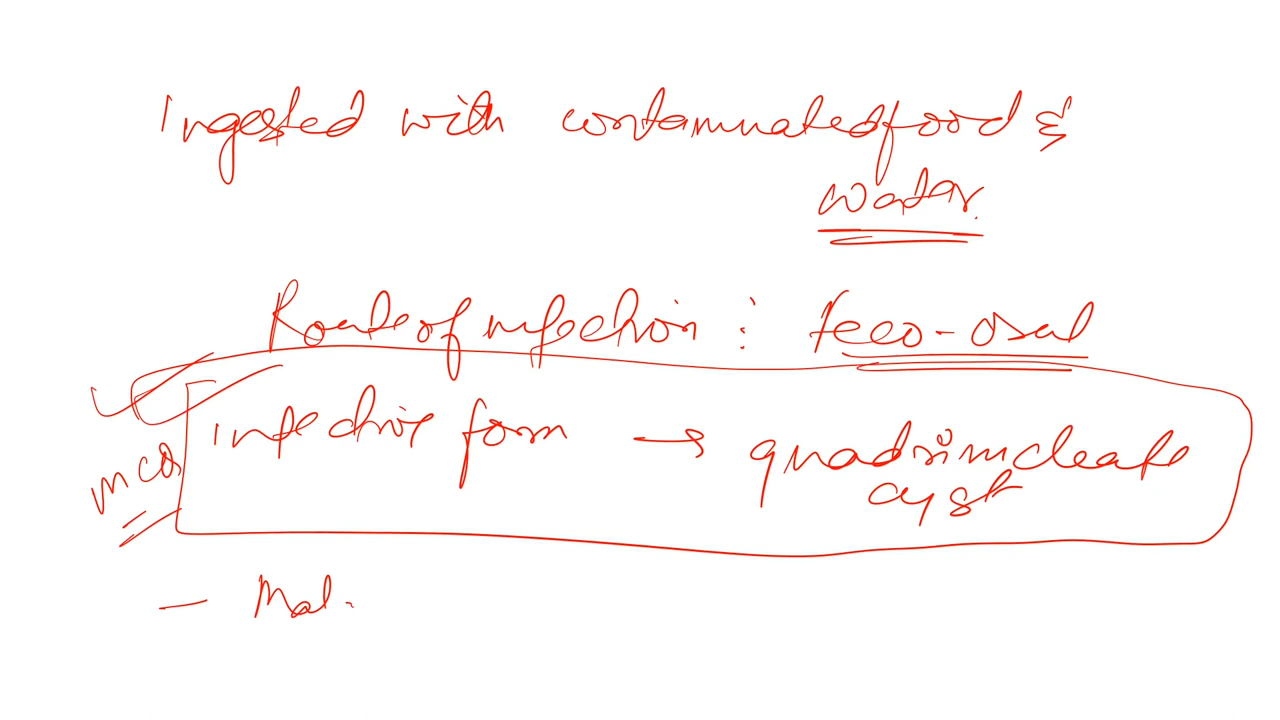 Ingested with contaminated food &
water.
Route of infection : feco-oral
infective form → quadrinucleate
cyst
MCQ
–